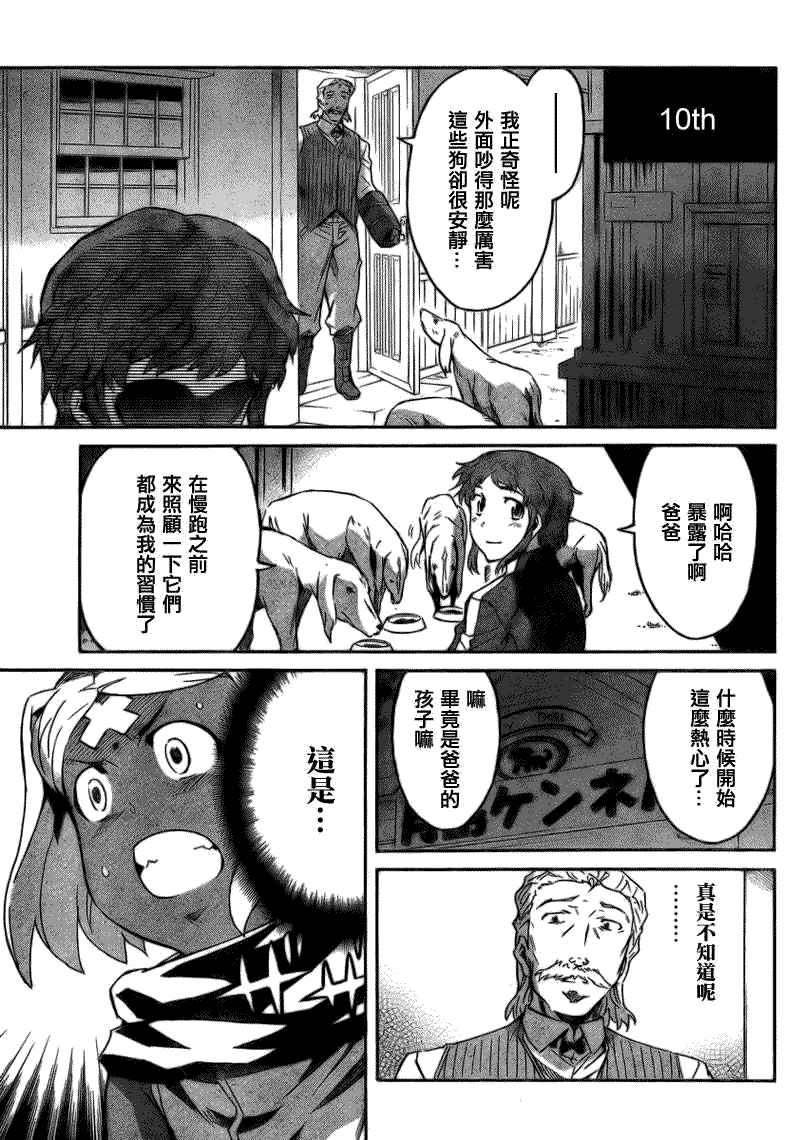 10th
我正奇怪呢
外面吵得那麼厲害
這些狗卻很安靜…
啊哈哈
暴露了啊
爸爸
在慢跑之前
來照顧一下它們
都成為我的習慣了
什麼時候開始
這麼熱心了…
嘛
畢竟是爸爸的
孩子嘛
ケンネル
真是不知道呢
………
這是…